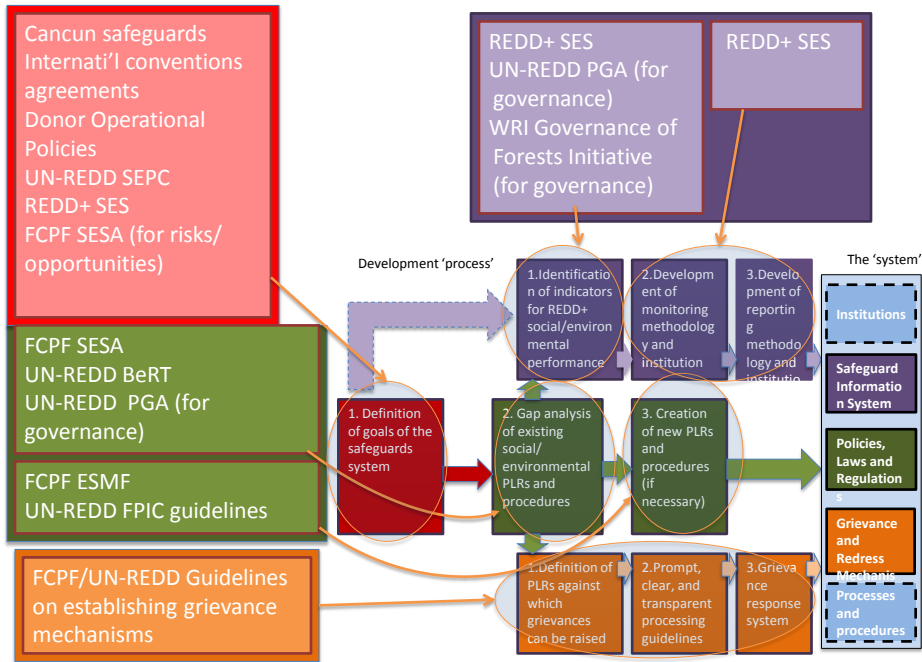 Cancun safeguards
Internati’l conventions
agreements
Donor Operational
Policies
UN-REDD SEPC
REDD+ SES
FCPF SESA (for risks/
opportunities)
FCPF SESA
UN-REDD BeRT
UN-REDD PGA (for
governance)
FCPF ESMF
UN-REDD FPIC guidelines
FCPF/UN-REDD Guidelines
on establishing grievance
mechanisms
REDD+ SES
UN-REDD PGA (for
governance)
WRI Governance of
Forests Initiative
(for governance)
REDD+ SES
Development ‘process’
The ‘system’
1.Identificatio
n of indicators
for REDD+
social/environ
mental
performance
2.Developm
ent of
monitoring
methodolog
y and
institution
3.Develo
pment of
reportin
g
methodo
logy and
institutio
1. Definition
of goals of the
safeguards
system
2. Gap analysis
of existing
social/
environmental
PLRs and
procedures
3. Creation
of new PLRs
and
procedures
(if
necessary)
1.Definition of
PLRs against
which
grievances
can be raised
2.Prompt,
clear, and
transparent
processing
guidelines
3.Grieva
nce
response
system
Institutions
Safeguard
Informatio
n System
Policies,
Laws and
Regulation
s
Grievance
and
Redress
Mechanis
Processes
and
procedures